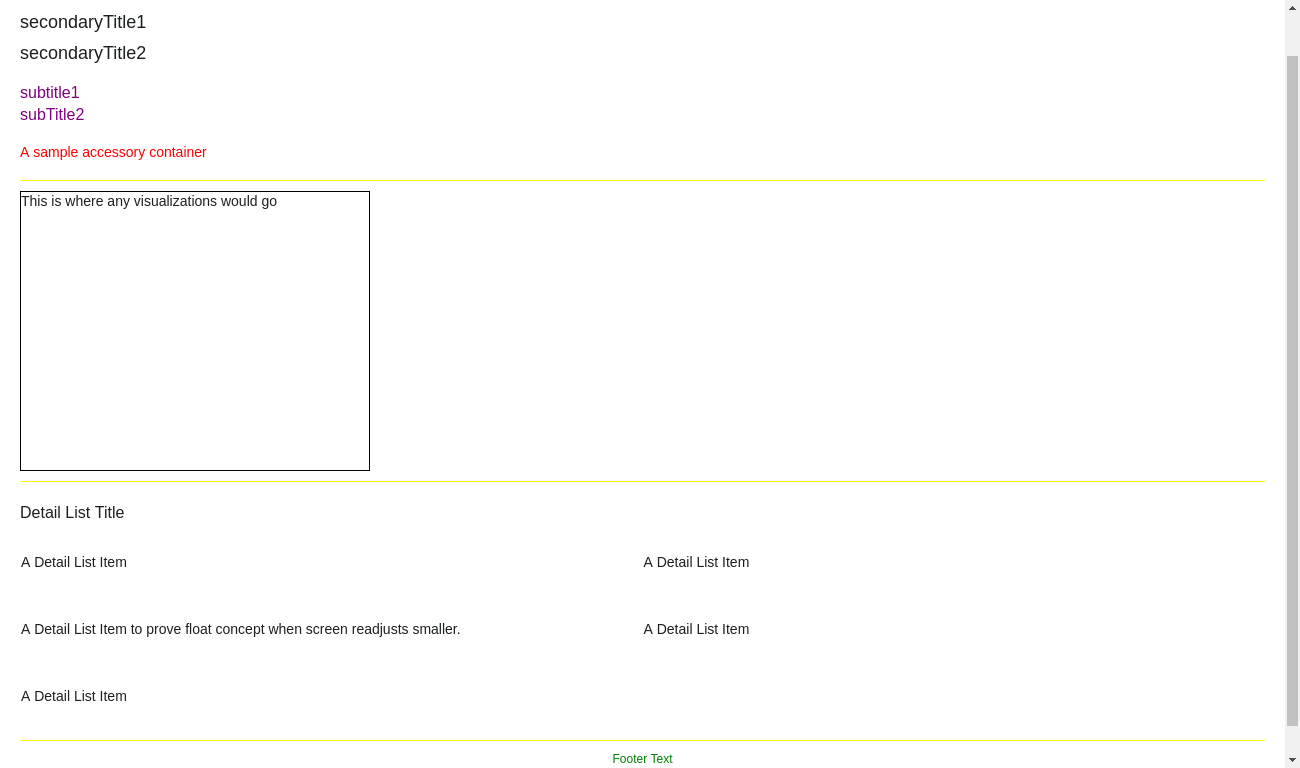 secondaryTitle1
secondaryTitle2
subtitle1
subTitle2
A sample accessory container
This is where any visualizations would go
Detail List Title
A Detail List Item
A Detail List Item
A Detail List Item to prove float concept when screen readjusts smaller.
A Detail List Item
A Detail List Item
Footer Text